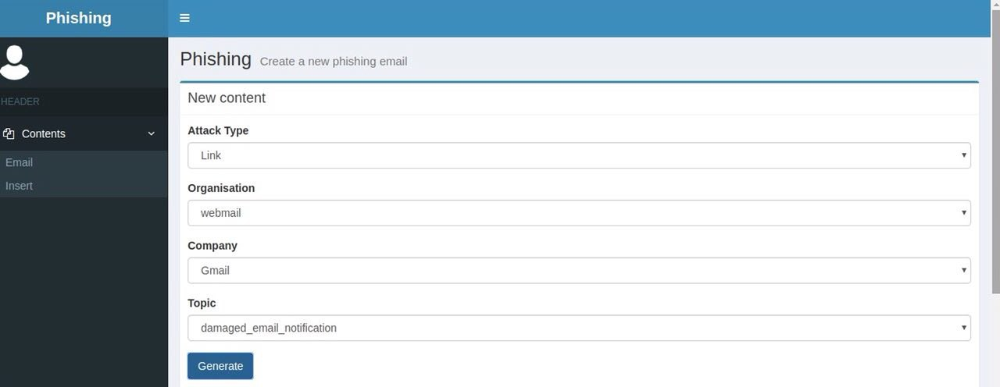 Phishing
HEADER
Contents
Email
Insert
Phishing Create a new phishing email
New content
Attack Type
Link
Organisation
webmail
Company
Gmail
Topic
damaged_email_notification
Generate